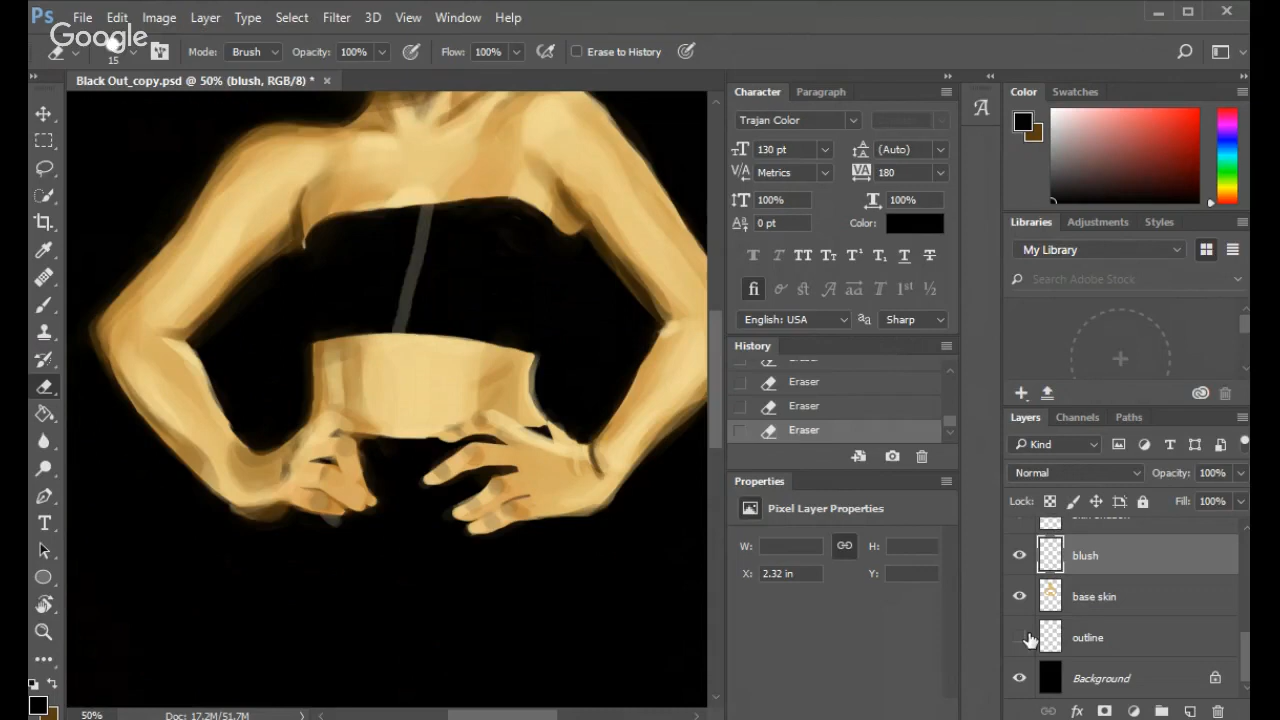 Ps File Edit Image Layer Type Select Filter 3D View Window Help
Google
15 Mode: Brush Opacity: 100% Flow: 100% Erase to History
Black Out_copy.psd @ 50% (blush, RGB/8) * ×
Character Paragraph
Trajan Color
130 pt (Auto)
Metrics 180
100% 100%
0 pt Color:
English: USA aa Sharp
History
Eraser
Eraser
Eraser
Eraser
Properties
Pixel Layer Properties
W: H:
X: 2.32 in Y:
Color Swatches
Libraries Adjustments Styles
My Library
Search Adobe Stock
Layers Channels Paths
Kind
Normal Opacity: 100%
Lock: Fill: 100%
blush
base skin
outline
Background
50% Doc: 17.2M/51.7M